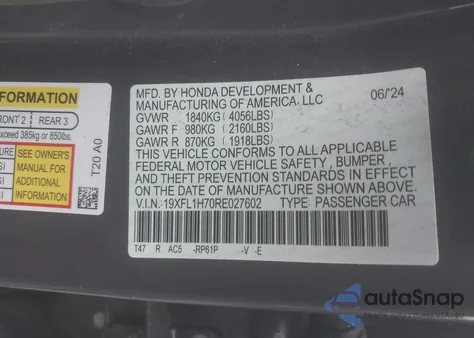 FORMATION
RONT 2 REAR 3
exceed 385kg or 850lbs.
SEE OWNER'S
MANUAL FOR
ADDITIONAL
INFORMATION
T20 A0
MFD. BY HONDA DEVELOPMENT &
MANUFACTURING OF AMERICA, LLC 06/24
GVWR 1840KG (4056LBS)
GAWR F 980KG (2160LBS)
GAWR R 870KG (1918LBS)
THIS VEHICLE CONFORMS TO ALL APPLICABLE
FEDERAL MOTOR VEHICLE SAFETY , BUMPER ,
AND THEFT PREVENTION STANDARDS IN EFFECT
ON THE DATE OF MANUFACTURE SHOWN ABOVE.
V.I.N.:19XFL1H70RE027602 TYPE: PASSENGER CAR
T47 R AC5 -RP61P -V -E
autoSnap